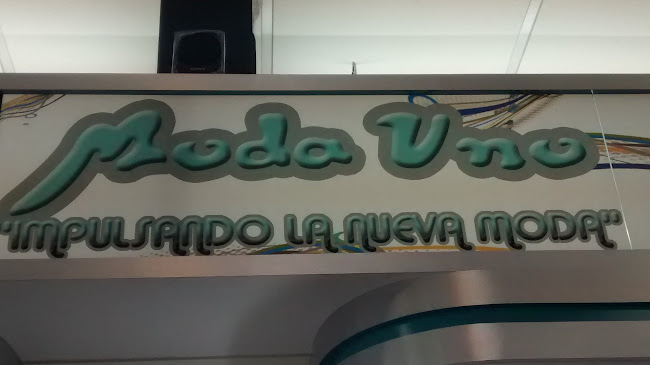 Moda Uno
"IMPULSANDO LA NUEVA MODA"